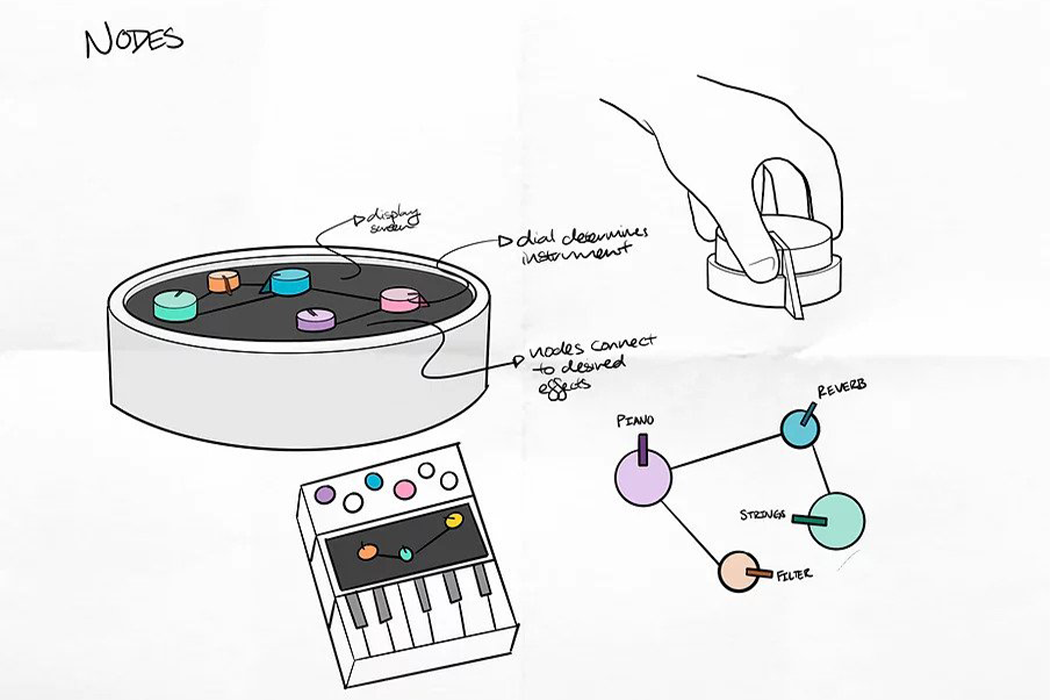 NODES
display
screen
dial determines
instrument
nodes connect
to desired
effects
REVERB
PIANO
STRINGS
FILTER